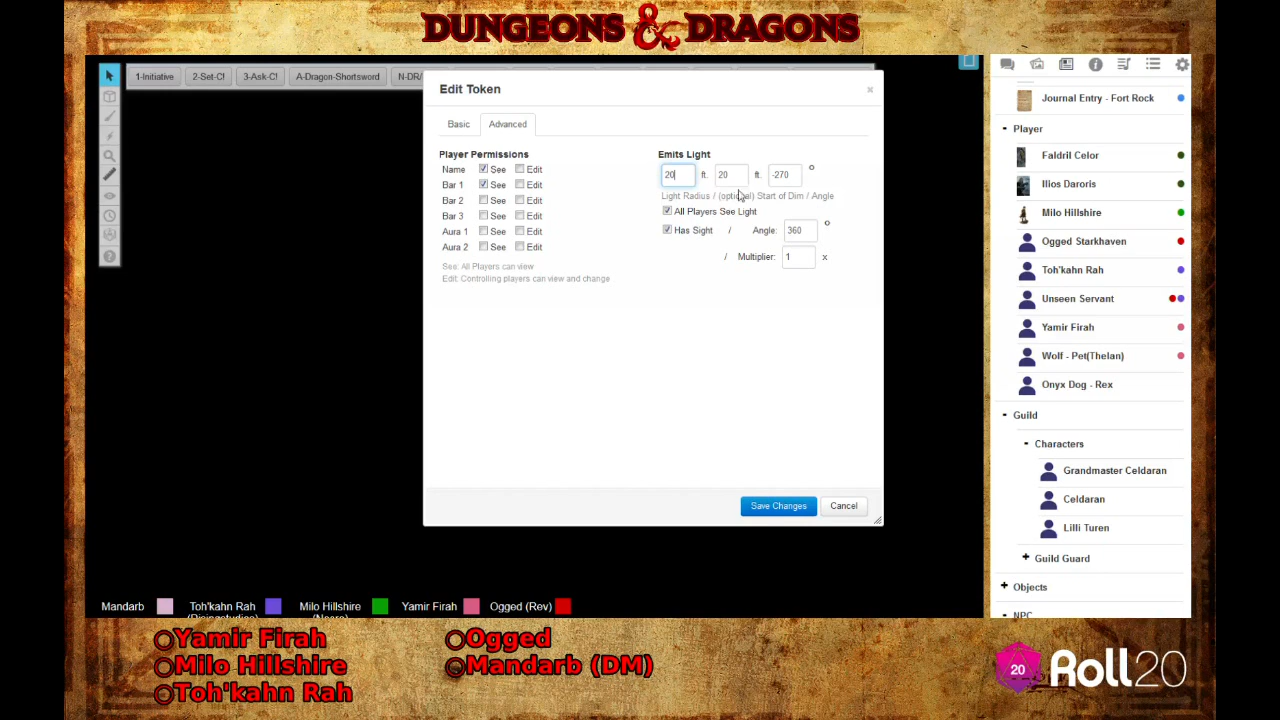 DUNGEONS & DRAGONS
1-Initiative 2-Set-C! 3-Ask-C! A-Dragon-Shortsword
Edit Token ×
Basic Advanced
Player Permissions
Name See Edit
Bar 1 See Edit
Bar 2 See Edit
Bar 3 See Edit
Aura 1 See Edit
Aura 2 See Edit
See: All Players can view
Edit: Controlling players can view and change
Emits Light
20 ft. 20 ft. -270 °
Light Radius / (optional) Start of Dim / Angle
All Players See Light
Has Sight / Angle: 360 °
/ Multiplier: 1 x
Save Changes Cancel
Journal Entry - Fort Rock
Player
Faldril Celor
Ilios Daroris
Milo Hillshire
Ogged Starkhaven
Toh'kahn Rah
Unseen Servant
Yamir Firah
Wolf - Pet(Thelan)
Onyx Dog - Rex
Guild
Characters
Grandmaster Celdaran
Celdaran
Lilli Turen
Guild Guard
Objects
NPC
Mandarb Toh'kahn Rah Milo Hillshire Yamir Firah Ogged (Rev)
Yamir Firah
Milo Hillshire
Toh'kahn Rah
Ogged
Mandarb (DM)
20 Roll20